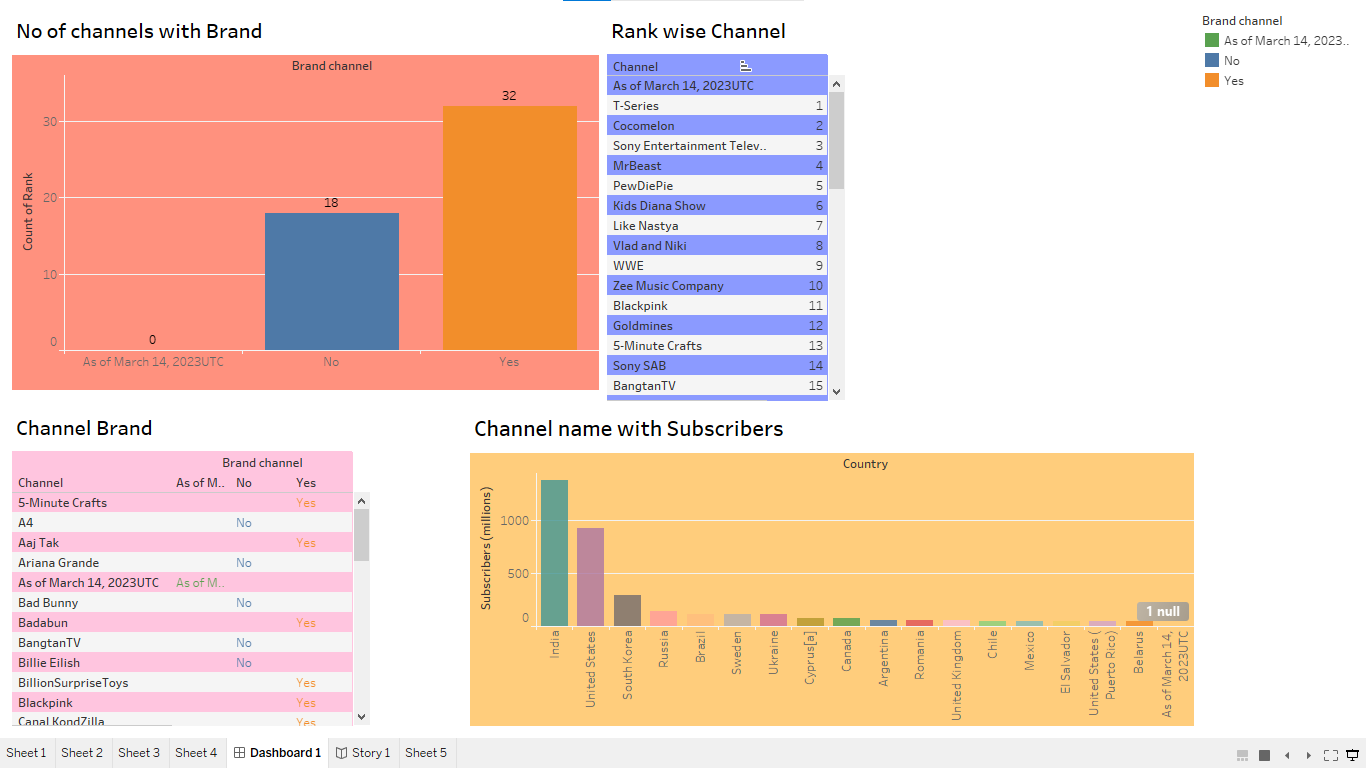 No of channels with Brand
Brand channel
Count of Rank
30
20
10
0
32
18
0
As of March 14, 2023UTC
No
Yes
Rank wise Channel
Channel
As of March 14, 2023UTC
T-Series 1
Cocomelon 2
Sony Entertainment Telev.. 3
MrBeast 4
PewDiePie 5
Kids Diana Show 6
Like Nastya 7
Vlad and Niki 8
WWE 9
Zee Music Company 10
Blackpink 11
Goldmines 12
5-Minute Crafts 13
Sony SAB 14
BangtanTV 15
Brand channel
As of March 14, 2023..
No
Yes
Channel Brand
Brand channel
Channel As of M.. No Yes
5-Minute Crafts Yes
A4 No
Aaj Tak Yes
Ariana Grande No
As of March 14, 2023UTC As of M..
Bad Bunny No
Badabun Yes
BangtanTV No
Billie Eilish No
BillionSurpriseToys Yes
Blackpink Yes
Canal KondZilla Yes
Channel name with Subscribers
Country
Subscribers (millions)
1000
500
0
1 null
India
United States
South Korea
Russia
Brazil
Sweden
Ukraine
Cyprus[a]
Canada
Argentina
Romania
United Kingdom
Chile
Mexico
El Salvador
United States (
Puerto Rico)
Belarus
As of March 14,
2023UTC
Sheet 1 Sheet 2 Sheet 3 Sheet 4 Dashboard 1 Story 1 Sheet 5